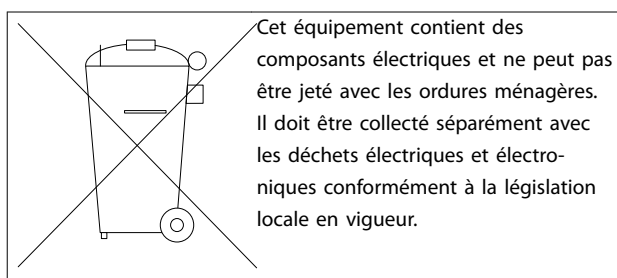 Cet équipement contient des
composants électriques et ne peut pas
être jeté avec les ordures ménagères.
Il doit être collecté séparément avec
les déchets électriques et électro-
niques conformément à la législation
locale en vigueur.